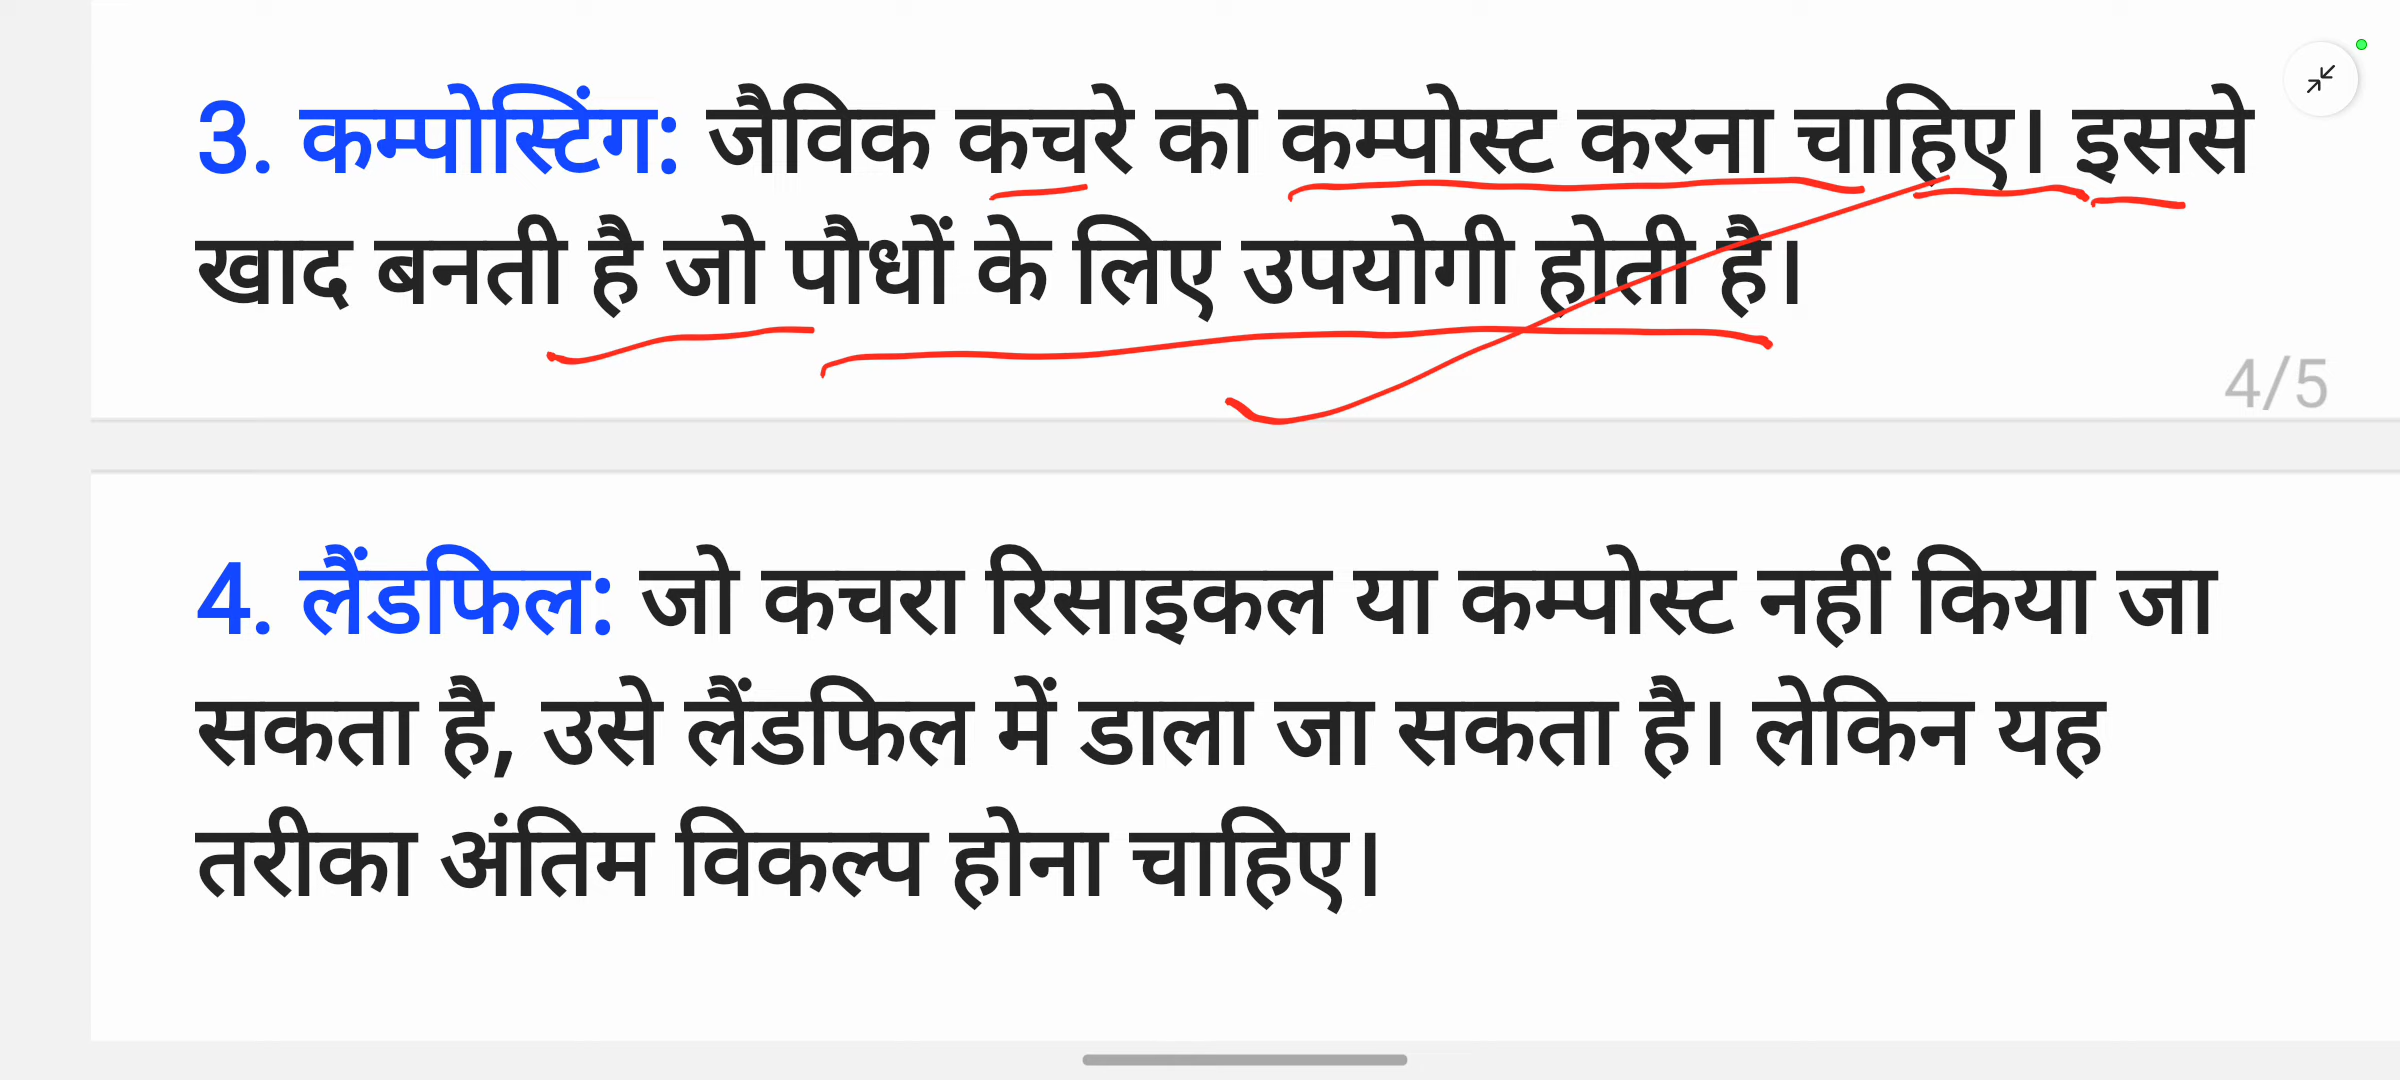 3. कम्पोस्टिंग: जैविक कचरे को कम्पोस्ट करना चाहिए। इससे
खाद बनती है जो पौधों के लिए उपयोगी होती है।
4/5
4. लैंडफिल: जो कचरा रिसाइकल या कम्पोस्ट नहीं किया जा
सकता है, उसे लैंडफिल में डाला जा सकता है। लेकिन यह
तरीका अंतिम विकल्प होना चाहिए।